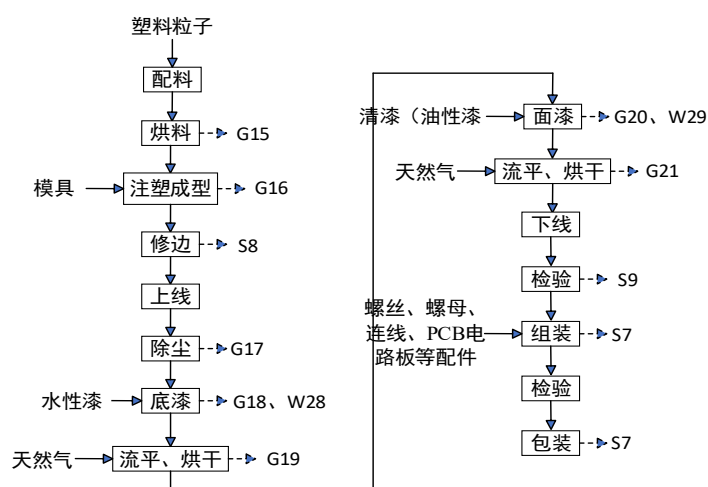 塑料粒子
配料
烘料 G15
模具 注塑成型 G16
修边 S8
上线
除尘 G17
水性漆 底漆 G18、W28
天然气 流平、烘干 G19
清漆（油性漆 面漆 G20、W29
天然气 流平、烘干 G21
下线
检验 S9
螺丝、螺母、
连线、PCB电
路板等配件
组装 S7
检验
包装 S7